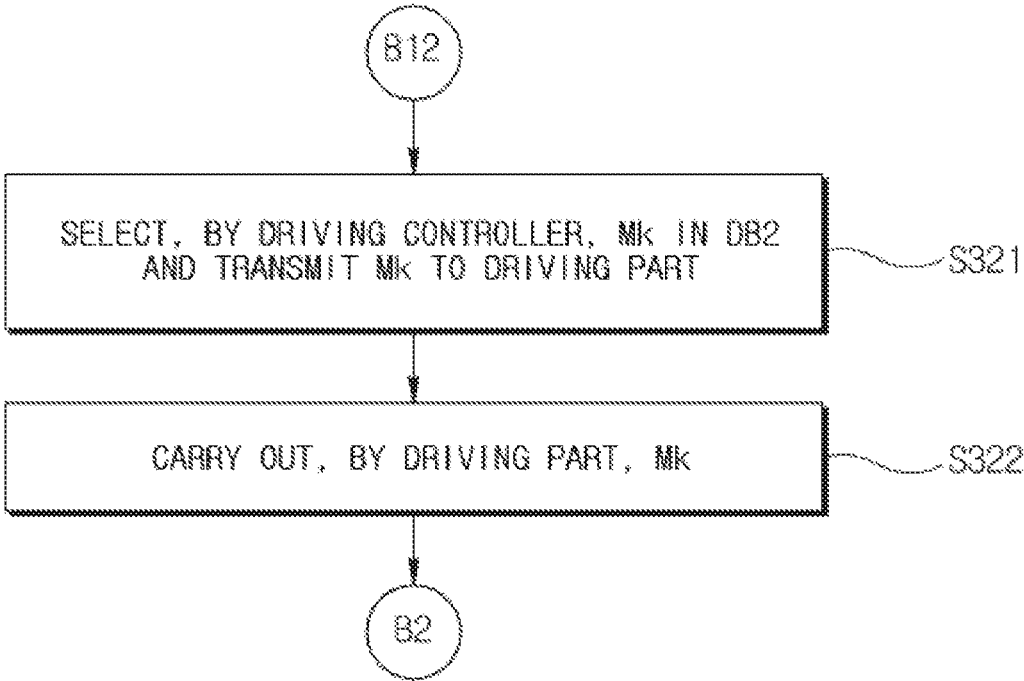 B12
SELECT, BY DRIVING CONTROLLER, Mk IN DB2
AND TRANSMIT Mk TO DRIVING PART
S321
CARRY OUT, BY DRIVING PART, Mk
S322
B2